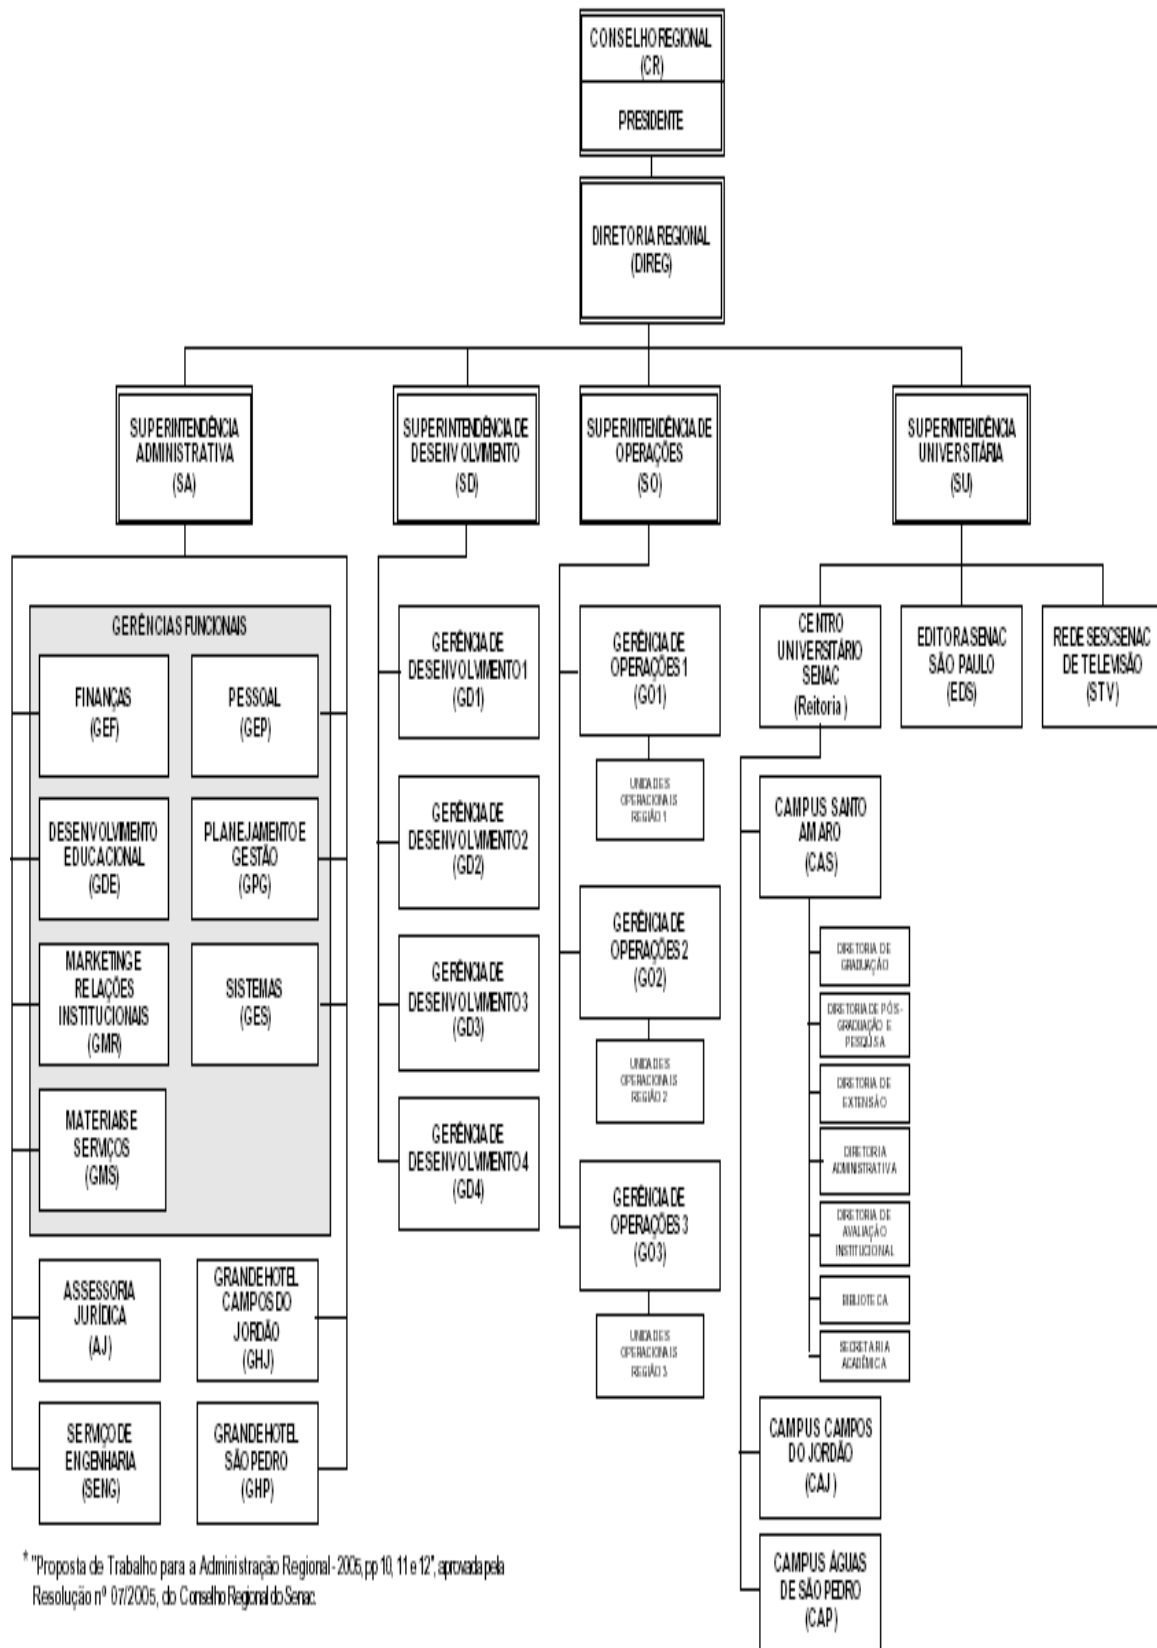 CONSELHO REGIONAL
(CR)
PRESIDENTE
DIRETORIA REGIONAL
(DIREG)
SUPERINTENDÊNCIA
ADMINISTRATIVA
(SA)
SUPERINTENDÊNCIA DE
DESENVOLVIMENTO
(SD)
SUPERINTENDÊNCIA DE
OPERAÇÕES
(SO)
SUPERINTENDÊNCIA
UNIVERSITÁRIA
(SU)
GERÊNCIAS FUNCIONAIS
FINANÇAS
(GEF)
PESSOAL
(GEP)
DESENVOLVIMENTO
EDUCACIONAL
(GDE)
PLANEJAMENTO E
GESTÃO
(GPG)
MARKETING E
RELAÇÕES
INSTITUCIONAIS
(GMR)
SISTEMAS
(GES)
MATERIAIS E
SERVIÇOS
(GMS)
ASSESSORIA
JURÍDICA
(AJ)
GRANDE HOTEL
CAMPOS DO
JORDÃO
(GHJ)
SERVIÇO DE
ENGENHARIA
(SENG)
GRANDE HOTEL
SÃO PEDRO
(GHP)
GERÊNCIA DE
DESENVOLVIMENTO 1
(GD1)
GERÊNCIA DE
DESENVOLVIMENTO 2
(GD2)
GERÊNCIA DE
DESENVOLVIMENTO 3
(GD3)
GERÊNCIA DE
DESENVOLVIMENTO 4
(GD4)
GERÊNCIA DE
OPERAÇÕES 1
(GO1)
UNIDADES
OPERACIONAIS
REGIÃO 1
GERÊNCIA DE
OPERAÇÕES 2
(GO2)
UNIDADES
OPERACIONAIS
REGIÃO 2
GERÊNCIA DE
OPERAÇÕES 3
(GO3)
UNIDADES
OPERACIONAIS
REGIÃO 3
CENTRO
UNIVERSITÁRIO
SENAC
(Reitoria)
EDITORA SENAC
SÃO PAULO
(EDS)
REDE SESCSENAC
DE TELEVISÃO
(STV)
CAMPUS SANTO
AMARO
(CAS)
DIRETORIA DE
GRADUAÇÃO
DIRETORIA DE PÓS-
GRADUAÇÃO E
PESQUISA
DIRETORIA DE
EXTENSÃO
DIRETORIA
ADMINISTRATIVA
DIRETORIA DE
AVALIAÇÃO
INSTITUCIONAL
BIBLIOTECA
SECRETARIA
ACADÊMICA
CAMPUS CAMPOS
DO JORDÃO
(CAJ)
CAMPUS ÁGUAS
DE SÃO PEDRO
(CAP)
* "Proposta de Trabalho para a Administração Regional - 2005, pp 10, 11 e 12", aprovada pela
Resolução nº 07/2005, do Conselho Regional do Senac.